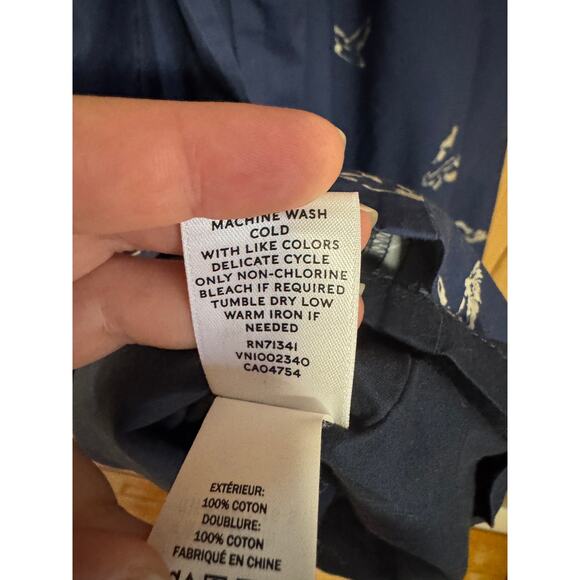 MACHINE WASH
COLD
WITH LIKE COLORS
DELICATE CYCLE
ONLY NON-CHLORINE
BLEACH IF REQUIRED
TUMBLE DRY LOW
WARM IRON IF
NEEDED
RN71341
VN1002340
CA04754
EXTÉRIEUR:
100% COTON
DOUBLURE:
100% COTON
FABRIQUÉ EN CHINE